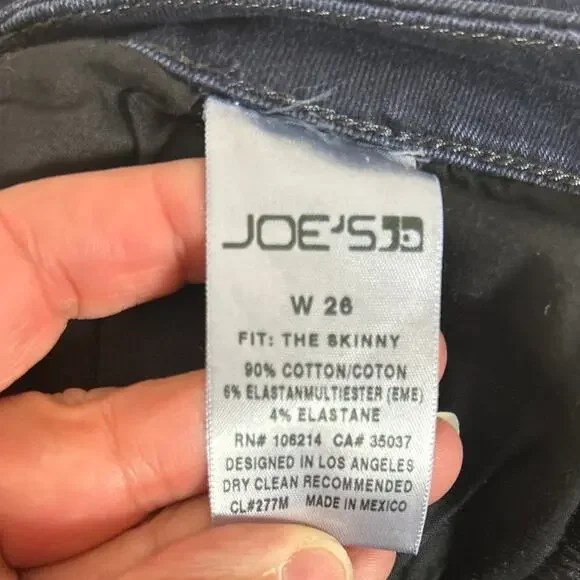 JOE'S
W 26
FIT: THE SKINNY
90% COTTON/COTON
6% ELASTANMULTIESTER (EME)
4% ELASTANE
RN# 106214 CA# 35037
DESIGNED IN LOS ANGELES
DRY CLEAN RECOMMENDED
CL#277M MADE IN MEXICO